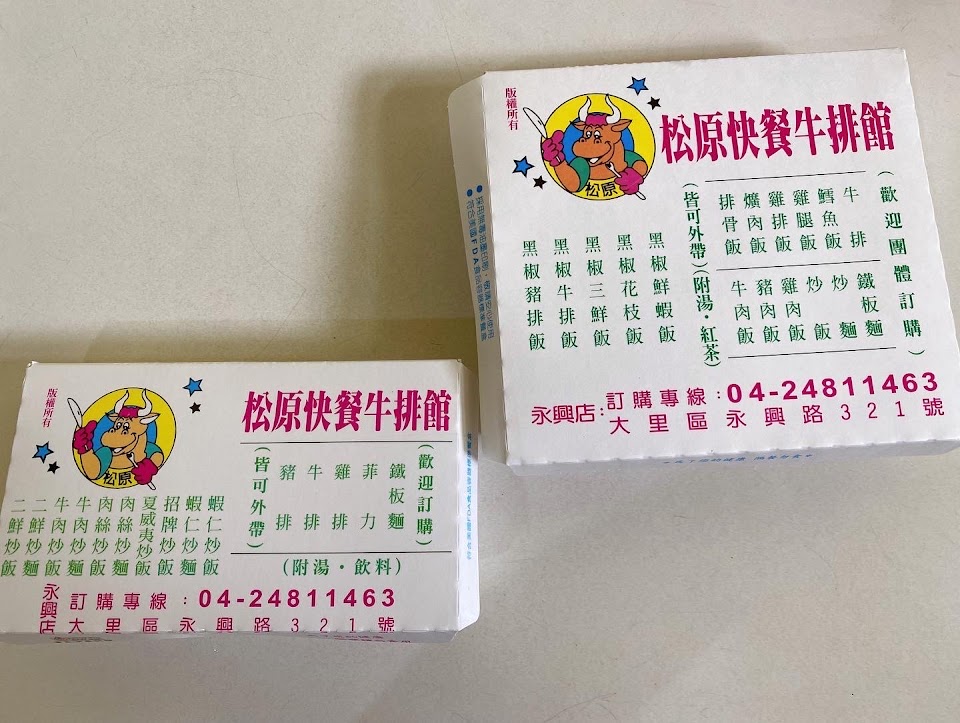 版權所有
松原
松原快餐牛排館
(歡迎團體訂購)
牛排
鱈魚飯
雞腿飯
雞排飯
爌肉飯
排骨飯
鐵板麵
炒麵
炒飯
雞肉飯
豬肉飯
牛肉飯
(皆可外帶)(附湯·紅茶)
黑椒鮮蝦飯
黑椒花枝飯
黑椒三鮮飯
黑椒牛排飯
黑椒豬排飯
永興店:訂購專線:04-24811463
大里區永興路321號
版權所有
松原
松原快餐牛排館
(歡迎訂購)
鐵板麵
菲力
雞排
牛排
豬排
(皆可外帶)
(附湯·飲料)
蝦仁炒飯
蝦仁炒麵
招牌炒飯
夏威夷炒飯
肉絲炒麵
肉絲炒飯
牛肉炒麵
牛肉炒飯
二鮮炒麵
二鮮炒飯
永興店
訂購專線:04-24811463
大里區永興路321號